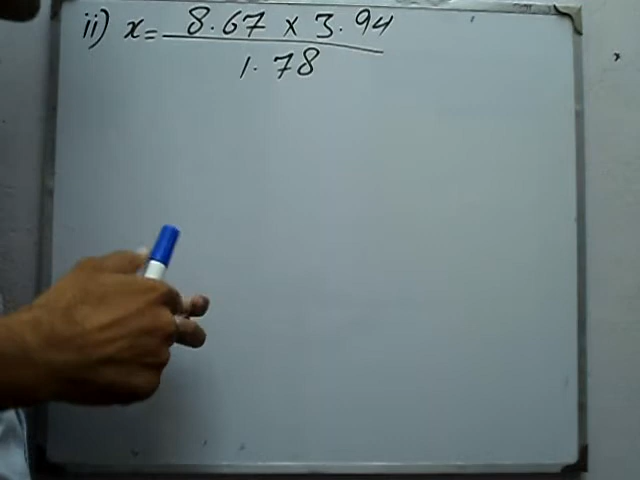 ii) x = 8.67 × 3.94
1.78